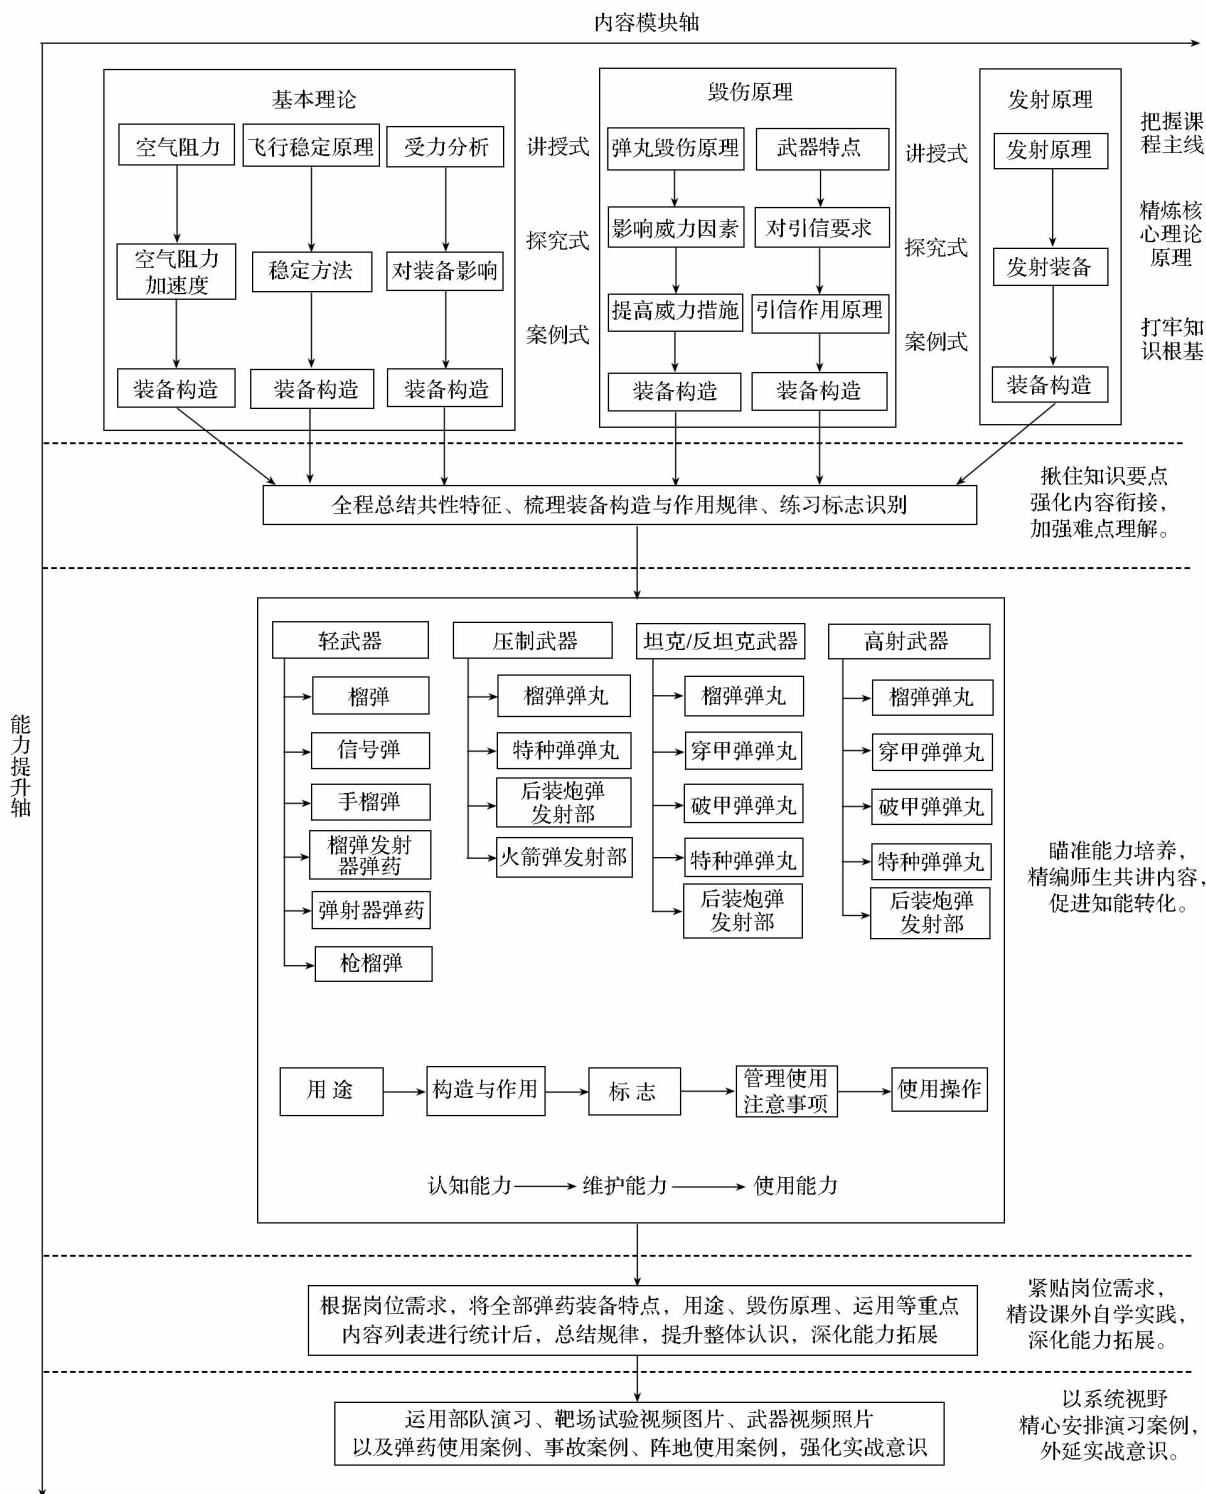 内容模块轴
基本理论
空气阻力
飞行稳定原理
受力分析
空气阻力
加速度
稳定方法
对装备影响
装备构造
装备构造
装备构造
讲授式
探究式
案例式
毁伤原理
弹丸毁伤原理
武器特点
影响威力因素
对引信要求
提高威力措施
引信作用原理
装备构造
装备构造
讲授式
探究式
案例式
发射原理
发射原理
发射装备
装备构造
把握课
程主线
精炼核
心理论
原理
打牢知
识根基
全程总结共性特征、梳理装备构造与作用规律、练习标志识别
揪住知识要点
强化内容衔接，
加强难点理解。
能力提升轴
轻武器
榴弹
信号弹
手榴弹
榴弹发射
器弹药
弹射器弹药
枪榴弹
压制武器
榴弹弹丸
特种弹弹丸
后装炮弹
发射部
火箭弹发射部
坦克/反坦克武器
榴弹弹丸
穿甲弹弹丸
破甲弹弹丸
特种弹弹丸
后装炮弹
发射部
高射武器
榴弹弹丸
穿甲弹弹丸
破甲弹弹丸
特种弹弹丸
后装炮弹
发射部
瞄准能力培养，
精编师生共讲内容，
促进知能转化。
用 途
构造与作用
标 志
管理使用
注意事项
使用操作
认知能力
维护能力
使用能力
根据岗位需求，将全部弹药装备特点，用途、毁伤原理、运用等重点
内容列表进行统计后，总结规律，提升整体认识，深化能力拓展
紧贴岗位需求，
精设课外自学实践，
深化能力拓展。
运用部队演习、靶场试验视频图片、武器视频照片
以及弹药使用案例、事故案例、阵地使用案例，强化实战意识
以系统视野
精心安排演习案例，
外延实战意识。